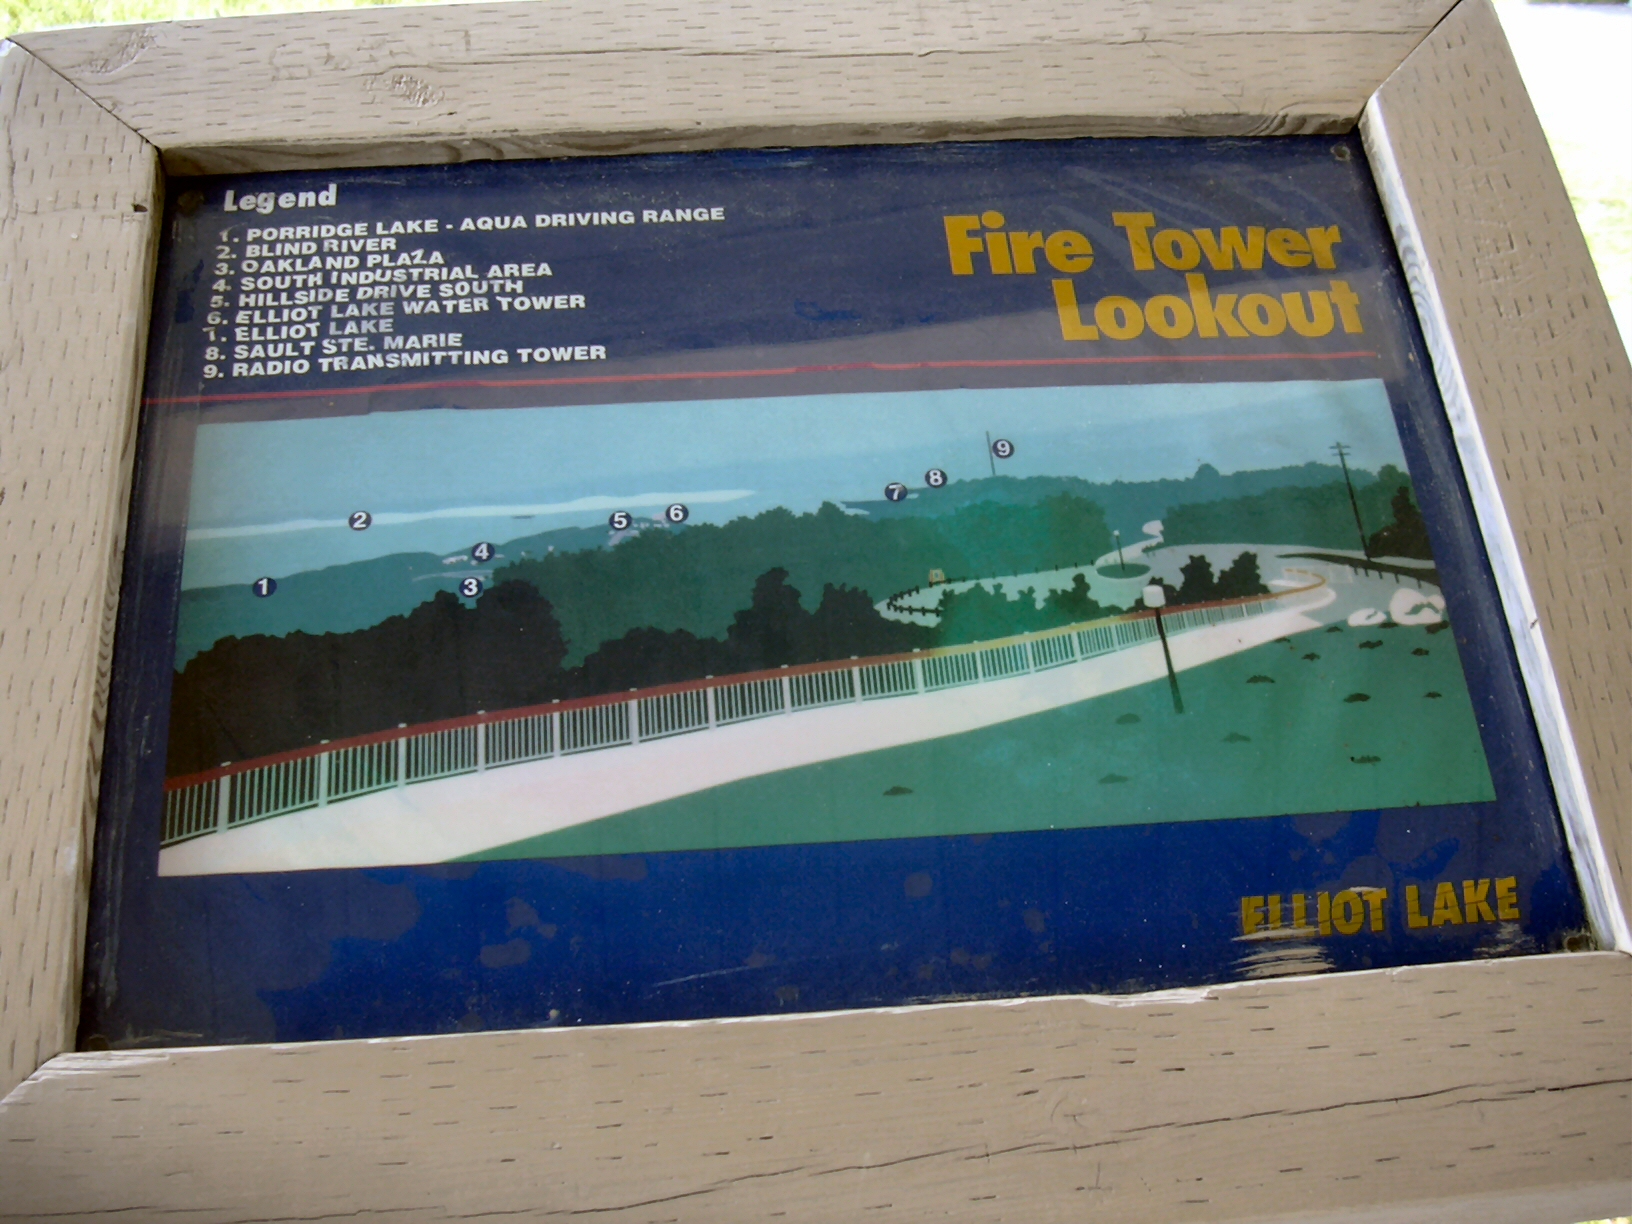 Legend
1. PORRIDGE LAKE - AQUA DRIVING RANGE
2. BLIND RIVER
3. OAKLAND PLAZA
4. SOUTH INDUSTRIAL AREA
5. HILLSIDE DRIVE SOUTH
6. ELLIOT LAKE WATER TOWER
7. ELLIOT LAKE
8. SAULT STE. MARIE
9. RADIO TRANSMITTING TOWER
Fire Tower
Lookout
9
8
7
6
5
2
4
3
1
ELLIOT LAKE